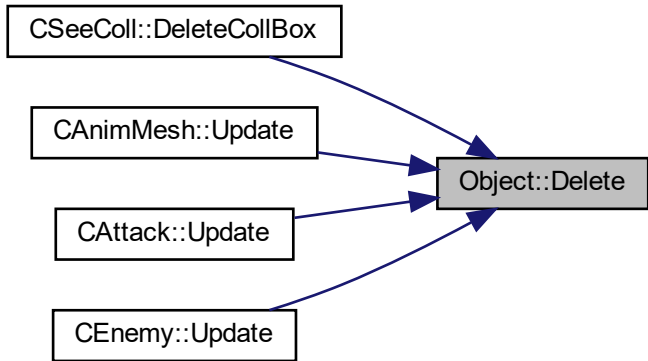 CSeeColl::DeleteCollBox
CAnimMesh::Update
Object::Delete
CAttack::Update
CEnemy::Update